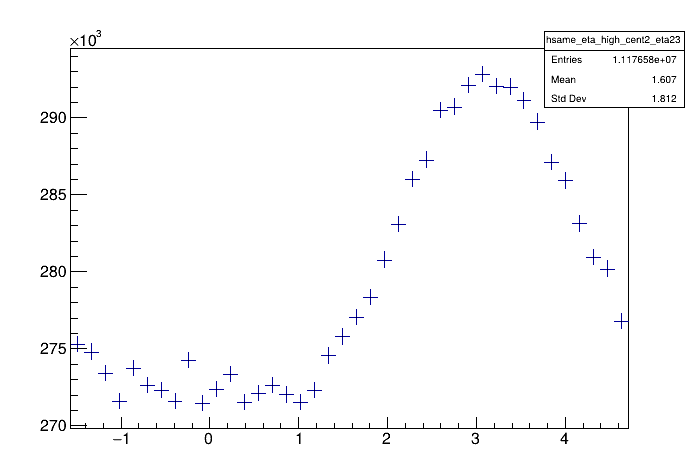 ×10³
hsame_eta_high_cent2_eta23
Entries 1.117658e+07
Mean 1.607
Std Dev 1.812
290
285
280
275
270
−1 0 1 2 3 4